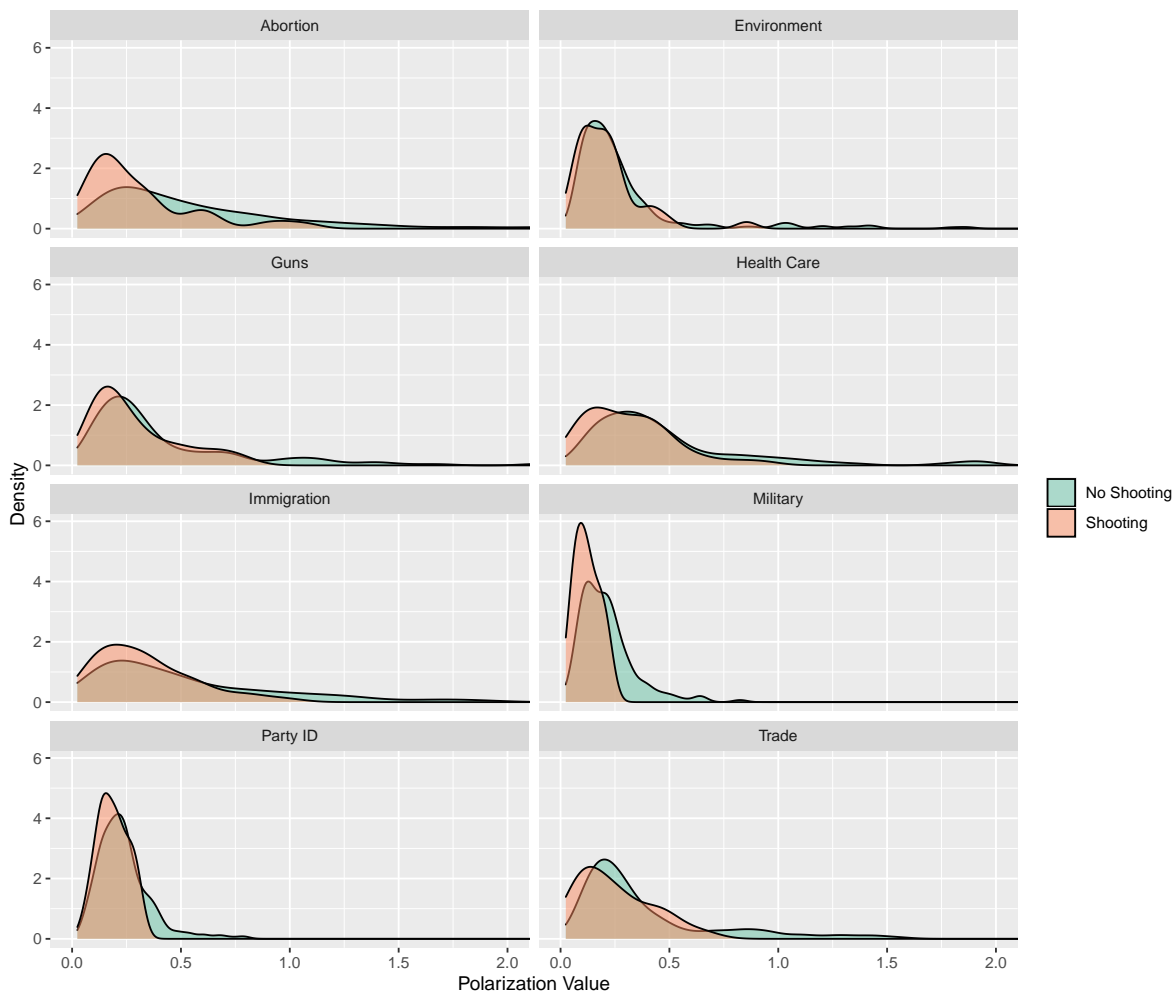 Abortion Environment
6
4
2
0
Guns Health Care
6
4
2
0
Immigration Military
6
4
2
0
Party ID Trade
6
4
2
0
0.0 0.5 1.0 1.5 2.0 0.0 0.5 1.0 1.5 2.0
Polarization Value
Density
No Shooting
Shooting